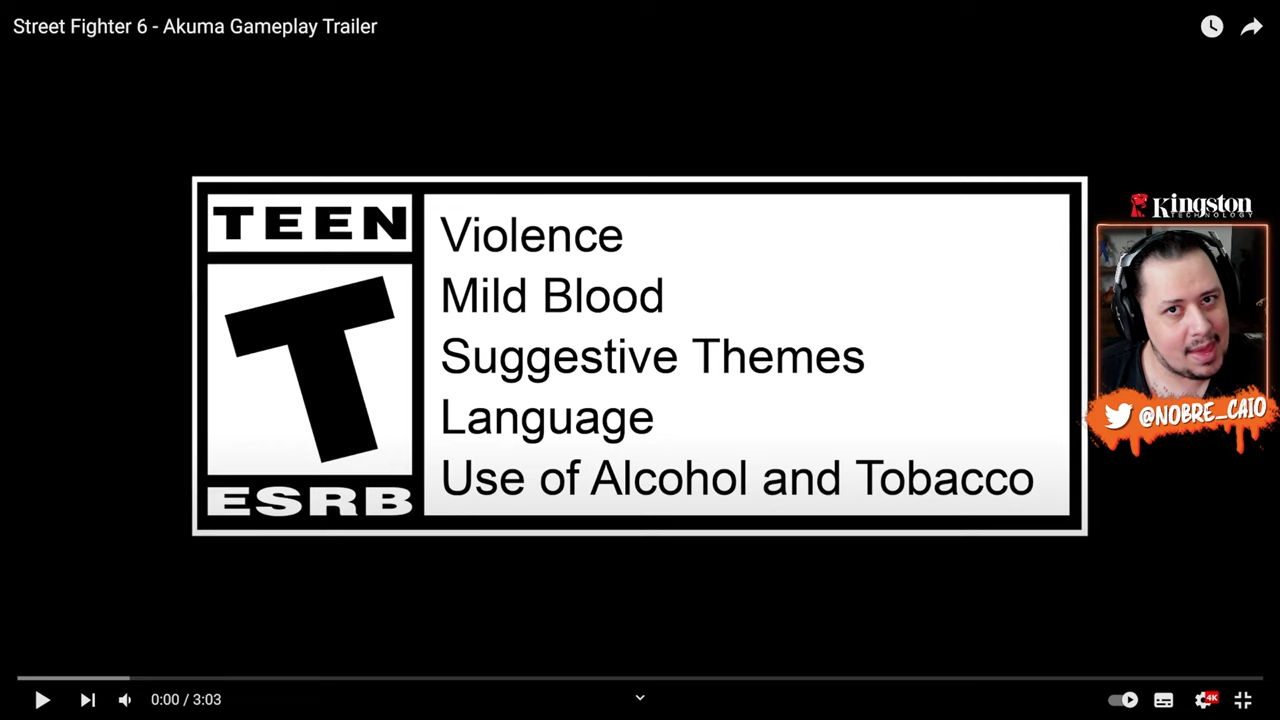 Street Fighter 6 - Akuma Gameplay Trailer
TEEN
T
ESRB
Violence
Mild Blood
Suggestive Themes
Language
Use of Alcohol and Tobacco
Kingston
TECHNOLOGY
@NOBRE_CAIO
0:00 / 3:03
4K